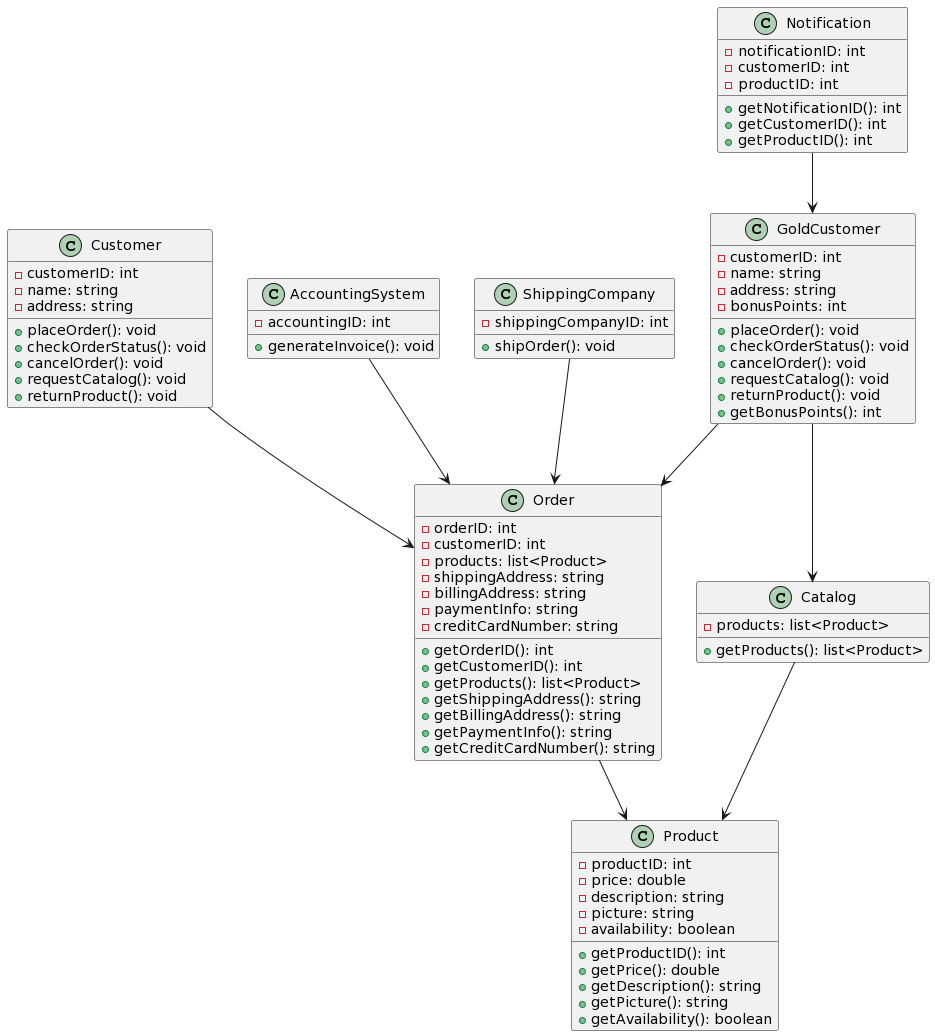 Notification
notificationID: int
customerID: int
productID: int
getNotificationID(): int
getCustomerID(): int
getProductID(): int
Customer
customerID: int
name: string
address: string
placeOrder(): void
checkOrderStatus(): void
cancelOrder(): void
requestCatalog(): void
returnProduct(): void
AccountingSystem
accountingID: int
generateInvoice(): void
ShippingCompany
shippingCompanyID: int
shipOrder(): void
GoldCustomer
customerID: int
name: string
address: string
bonusPoints: int
placeOrder(): void
checkOrderStatus(): void
cancelOrder(): void
requestCatalog(): void
returnProduct(): void
getBonusPoints(): int
Order
orderID: int
customerID: int
products: list<Product>
shippingAddress: string
billingAddress: string
paymentInfo: string
creditCardNumber: string
getOrderID(): int
getCustomerID(): int
getProducts(): list<Product>
getShippingAddress(): string
getBillingAddress(): string
getPaymentInfo(): string
getCreditCardNumber(): string
Catalog
products: list<Product>
getProducts(): list<Product>
Product
productID: int
price: double
description: string
picture: string
availability: boolean
getProductID(): int
getPrice(): double
getDescription(): string
getPicture(): string
getAvailability(): boolean